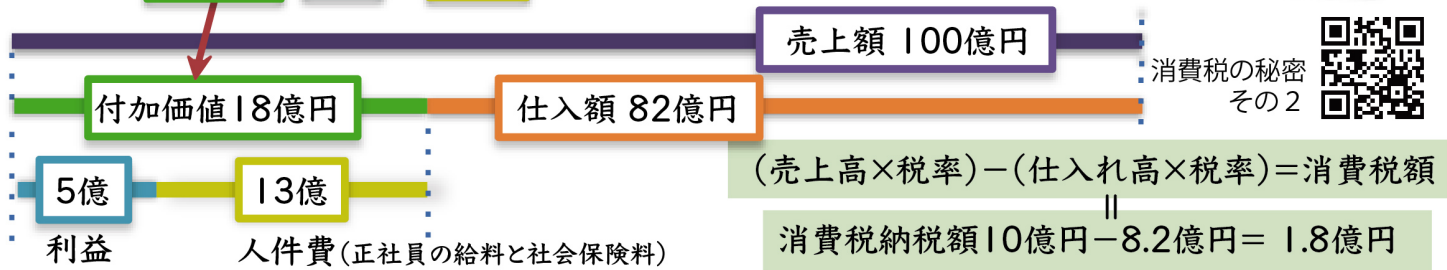 売上額 100億円
消費税の秘密
その2
付加価値18億円
仕入額 82億円
(売上高×税率)−(仕入れ高×税率)=消費税額
=
消費税納税額10億円−8.2億円= 1.8億円
5億
13億
利益
人件費(正社員の給料と社会保険料)